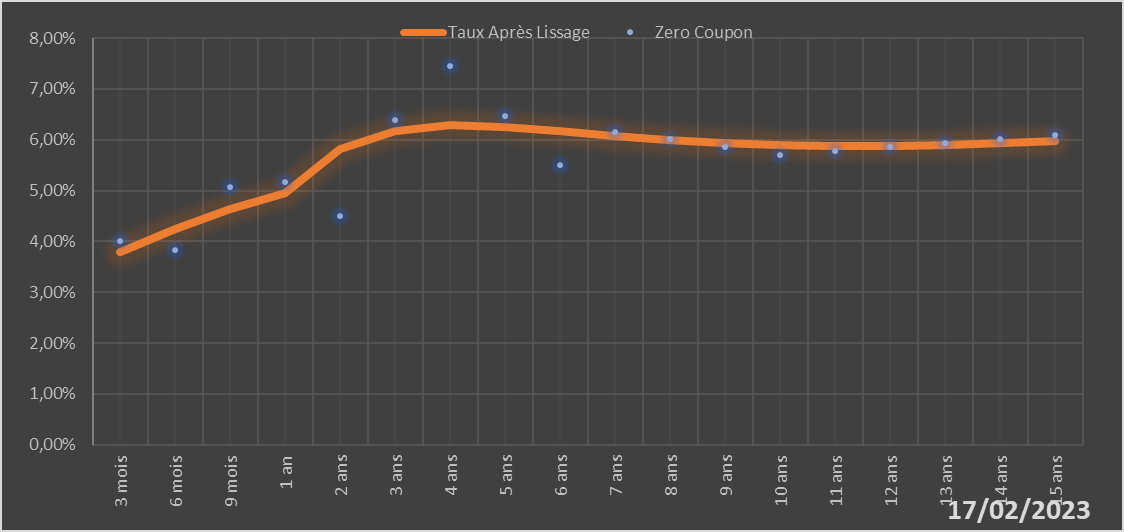 Taux Après Lissage Zero Coupon
8,00%
7,00%
6,00%
5,00%
4,00%
3,00%
2,00%
1,00%
0,00%
3 mois
6 mois
9 mois
1 an
2 ans
3 ans
4 ans
5 ans
6 ans
7 ans
8 ans
9 ans
10 ans
11 ans
12 ans
13 ans
14 ans
15 ans
17/02/2023